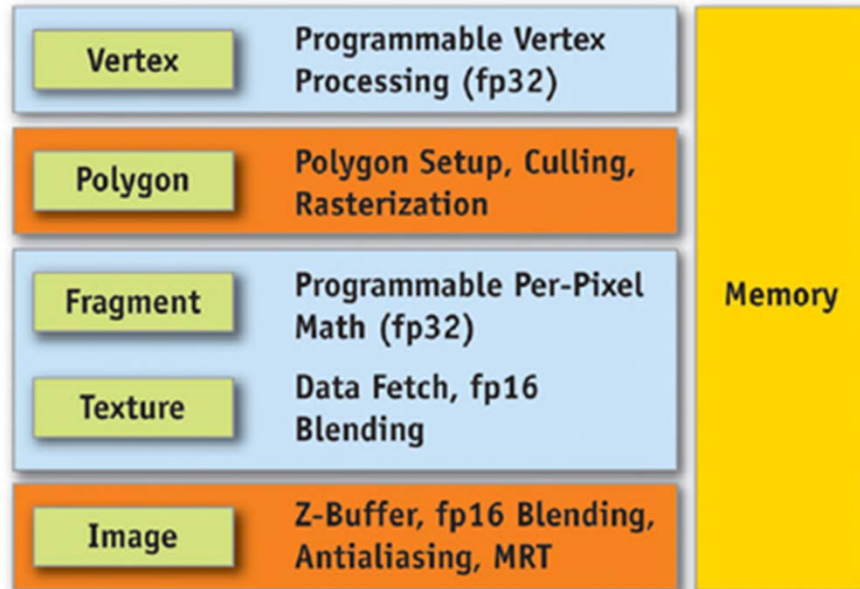 Vertex
Programmable Vertex
Processing (fp32)
Polygon
Polygon Setup, Culling,
Rasterization
Fragment
Programmable Per-Pixel
Math (fp32)
Texture
Data Fetch, fp16
Blending
Image
Z-Buffer, fp16 Blending,
Antialiasing, MRT
Memory